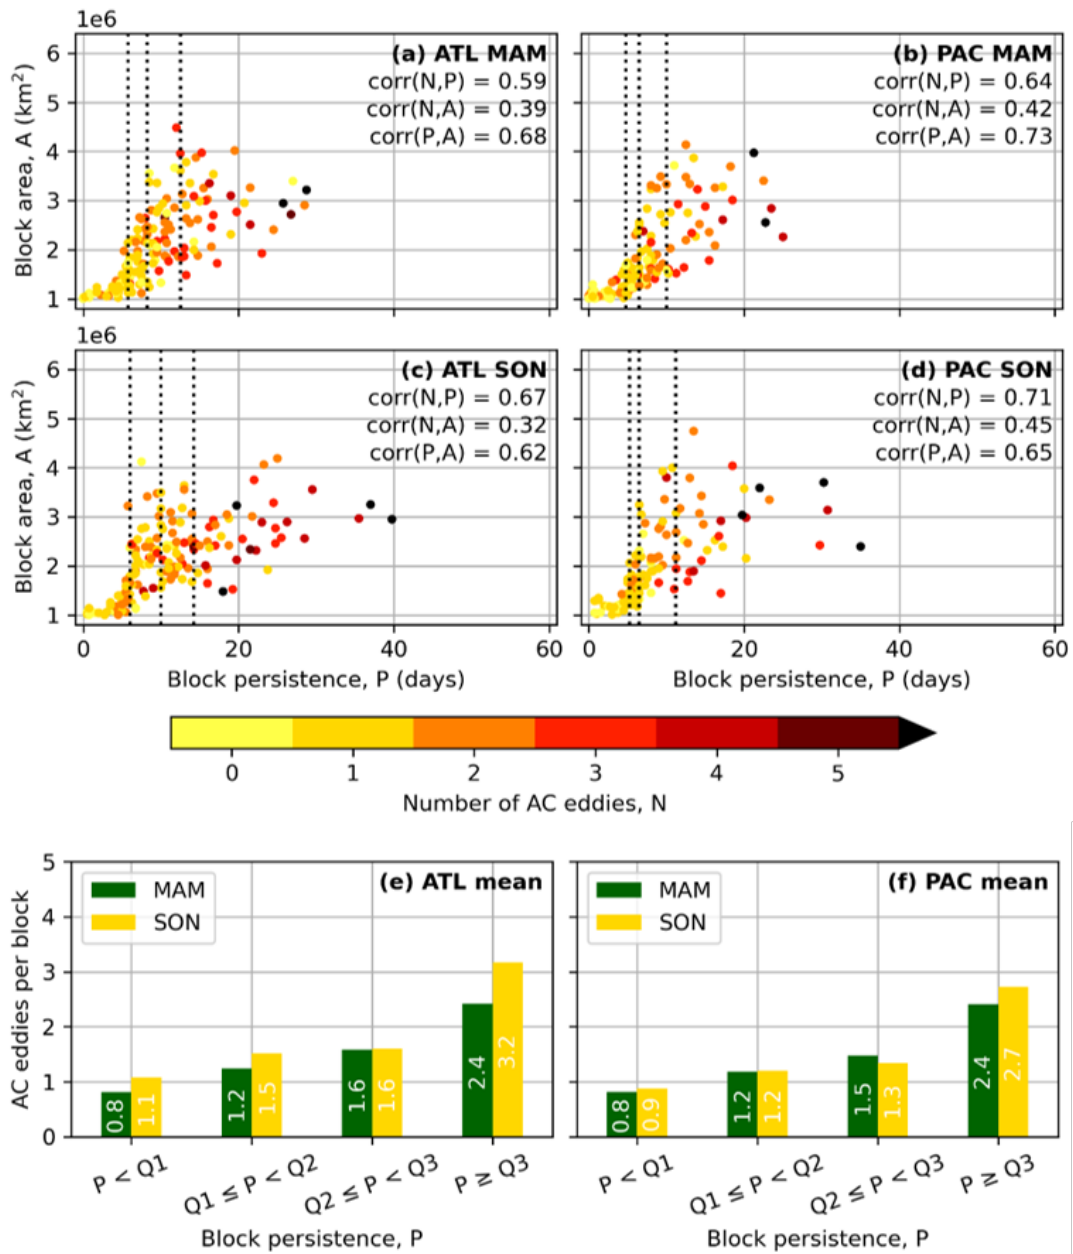 1e6
(a) ATL MAM
corr(N,P) = 0.59
corr(N,A) = 0.39
corr(P,A) = 0.68
Block area, A (km²)
6
5
4
3
2
1
(b) PAC MAM
corr(N,P) = 0.64
corr(N,A) = 0.42
corr(P,A) = 0.73
1e6
(c) ATL SON
corr(N,P) = 0.67
corr(N,A) = 0.32
corr(P,A) = 0.62
Block area, A (km²)
6
5
4
3
2
1
0 20 40 60
Block persistence, P (days)
(d) PAC SON
corr(N,P) = 0.71
corr(N,A) = 0.45
corr(P,A) = 0.65
0 20 40 60
Block persistence, P (days)
0 1 2 3 4 5
Number of AC eddies, N
(e) ATL mean
MAM
SON
AC eddies per block
5
4
3
2
1
0
0.8 1.1 1.2 1.5 1.6 1.6 2.4 3.2
P < Q1 Q1 ≤ P < Q2 Q2 ≤ P < Q3 P ≥ Q3
Block persistence, P
(f) PAC mean
MAM
SON
0.8 0.9 1.2 1.2 1.5 1.3 2.4 2.7
P < Q1 Q1 ≤ P < Q2 Q2 ≤ P < Q3 P ≥ Q3
Block persistence, P